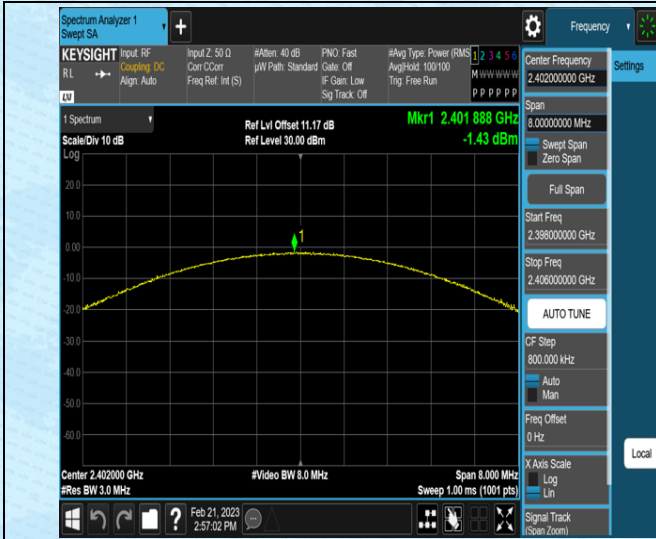 Spectrum Analyzer 1
Swept SA
Frequency
KEYSIGHT
RL
LXI
Input: RF
Coupling: DC
Align: Auto
Input Z: 50 Ω
Corr CCorr
Freq Ref: Int (S)
#Atten: 40 dB
µW Path: Standard
PNO: Fast
Gate: Off
IF Gain: Low
Sig Track: Off
#Avg Type: Power (RMS
Avg|Hold: 100/100
Trig: Free Run
1 2 3 4 5 6
M W W W W W
P P P P P P
1 Spectrum
Scale/Div 10 dB
Ref Lvl Offset 11.17 dB
Ref Level 30.00 dBm
Mkr1 2.401 888 GHz
-1.43 dBm
Log
20.0
10.0
0.00
-10.0
-20.0
-30.0
-40.0
-50.0
-60.0
1
Center 2.402000 GHz
#Res BW 3.0 MHz
#Video BW 8.0 MHz
Span 8.000 MHz
Sweep 1.00 ms (1001 pts)
Feb 21, 2023
2:57:02 PM
Center Frequency
2.402000000 GHz
Settings
Span
8.00000000 MHz
Swept Span
Zero Span
Full Span
Start Freq
2.398000000 GHz
Stop Freq
2.406000000 GHz
AUTO TUNE
CF Step
800.000 kHz
Auto
Man
Freq Offset
0 Hz
X Axis Scale
Log
Lin
Local
Signal Track
(Span Zoom)